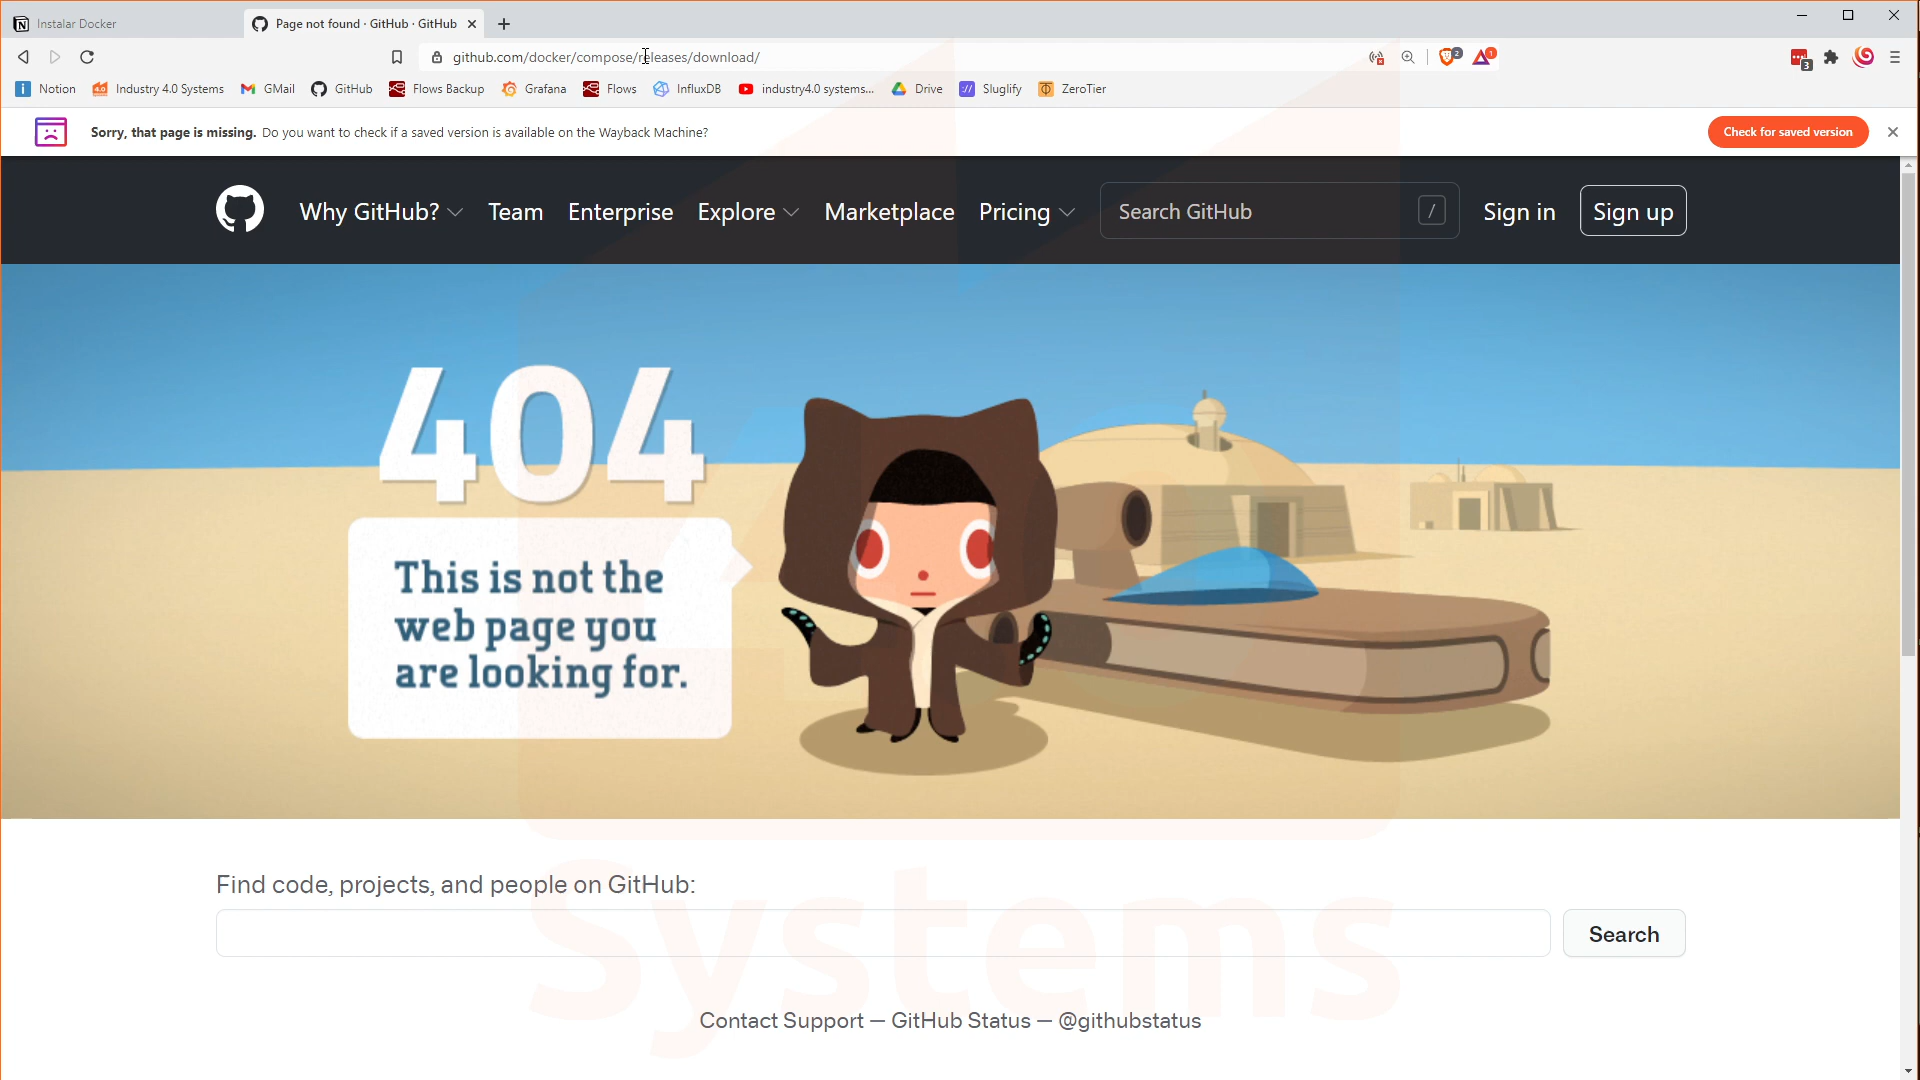 Instalar Docker
Page not found · GitHub · GitHub
github.com/docker/compose/releases/download/
2
1
3
Notion
Industry 4.0 Systems
GMail
GitHub
Flows Backup
Grafana
Flows
InfluxDB
industry4.0 systems...
Drive
Sluglify
ZeroTier
Sorry, that page is missing. Do you want to check if a saved version is available on the Wayback Machine?
Check for saved version
Why GitHub?
Team
Enterprise
Explore
Marketplace
Pricing
Search GitHub
/
Sign in
Sign up
404
This is not the
web page you
are looking for.
Find code, projects, and people on GitHub:
Search
Systems
Contact Support — GitHub Status — @githubstatus